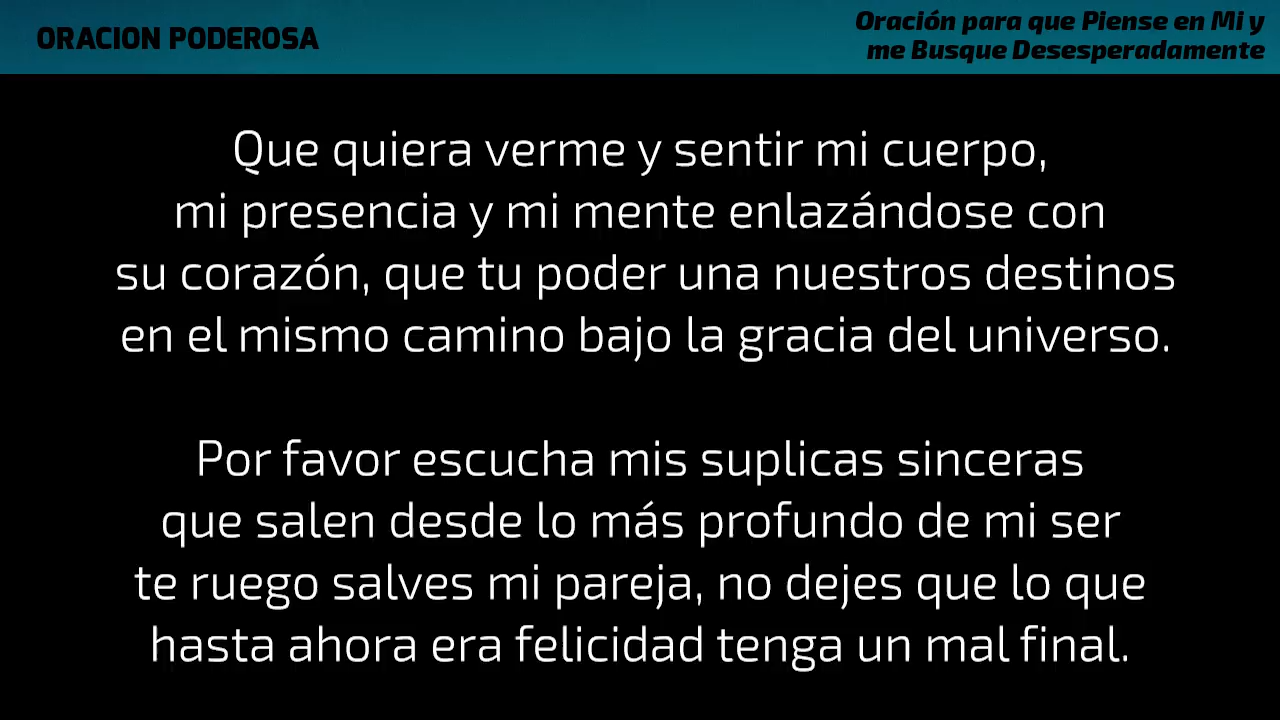 ORACION PODEROSA
Oración para que Piense en Mi y
me Busque Desesperadamente
Que quiera verme y sentir mi cuerpo,
mi presencia y mi mente enlazándose con
su corazón, que tu poder una nuestros destinos
en el mismo camino bajo la gracia del universo.
Por favor escucha mis suplicas sinceras
que salen desde lo más profundo de mi ser
te ruego salves mi pareja, no dejes que lo que
hasta ahora era felicidad tenga un mal final.